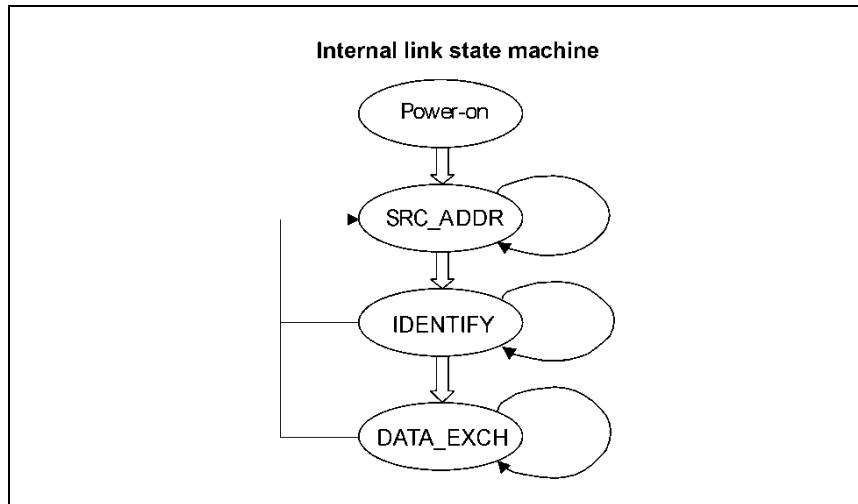 Internal link state machine
Power-on
SRC_ADDR
IDENTIFY
DATA_EXCH